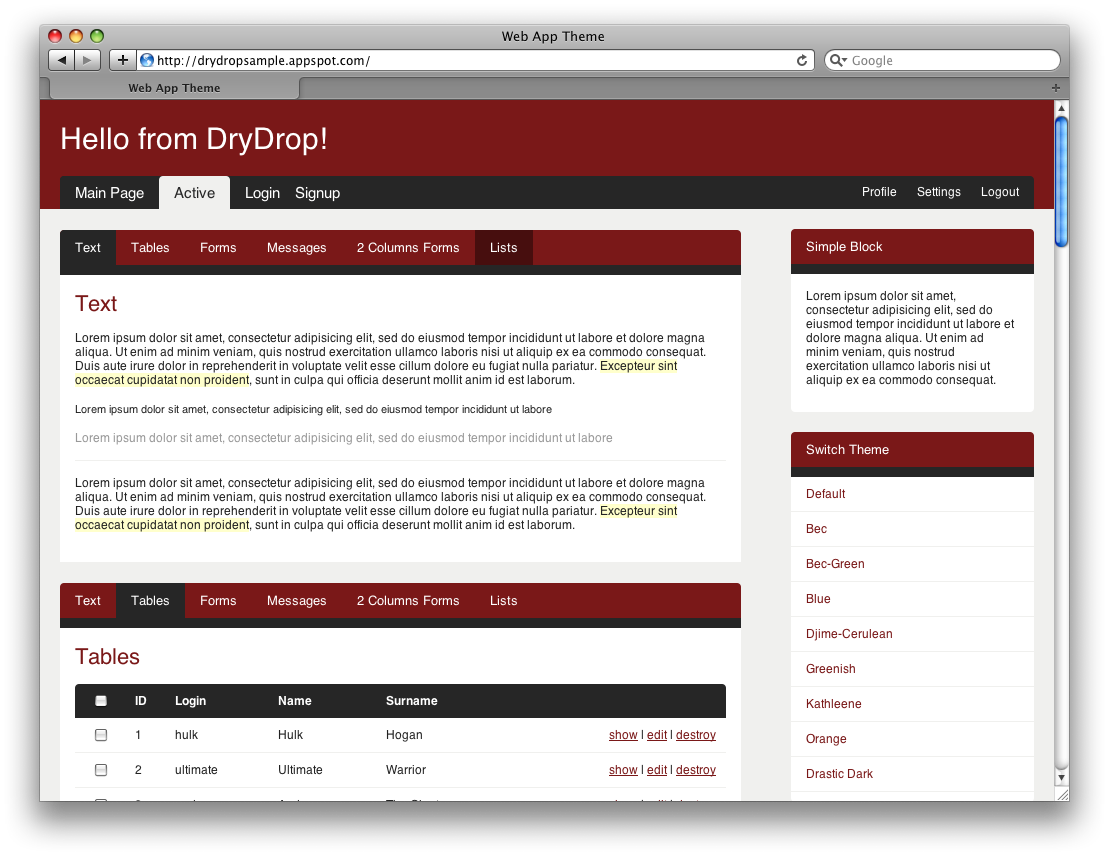 Web App Theme
http://drydropsample.appspot.com/
Google
Web App Theme
Hello from DryDrop!
Main Page Active Login Signup Profile Settings Logout
Text Tables Forms Messages 2 Columns Forms Lists
Text
Lorem ipsum dolor sit amet, consectetur adipisicing elit, sed do eiusmod tempor incididunt ut labore et dolore magna
aliqua. Ut enim ad minim veniam, quis nostrud exercitation ullamco laboris nisi ut aliquip ex ea commodo consequat.
Duis aute irure dolor in reprehenderit in voluptate velit esse cillum dolore eu fugiat nulla pariatur. Excepteur sint
occaecat cupidatat non proident, sunt in culpa qui officia deserunt mollit anim id est laborum.
Lorem ipsum dolor sit amet, consectetur adipisicing elit, sed do eiusmod tempor incididunt ut labore
Lorem ipsum dolor sit amet, consectetur adipisicing elit, sed do eiusmod tempor incididunt ut labore
Lorem ipsum dolor sit amet, consectetur adipisicing elit, sed do eiusmod tempor incididunt ut labore et dolore magna
aliqua. Ut enim ad minim veniam, quis nostrud exercitation ullamco laboris nisi ut aliquip ex ea commodo consequat.
Duis aute irure dolor in reprehenderit in voluptate velit esse cillum dolore eu fugiat nulla pariatur. Excepteur sint
occaecat cupidatat non proident, sunt in culpa qui officia deserunt mollit anim id est laborum.
Text Tables Forms Messages 2 Columns Forms Lists
Tables
ID Login Name Surname
1 hulk Hulk Hogan show | edit | destroy
2 ultimate Ultimate Warrior show | edit | destroy
Simple Block
Lorem ipsum dolor sit amet,
consectetur adipisicing elit, sed do
eiusmod tempor incididunt ut labore et
dolore magna aliqua. Ut enim ad
minim veniam, quis nostrud
exercitation ullamco laboris nisi ut
aliquip ex ea commodo consequat.
Switch Theme
Default
Bec
Bec-Green
Blue
Djime-Cerulean
Greenish
Kathleene
Orange
Drastic Dark